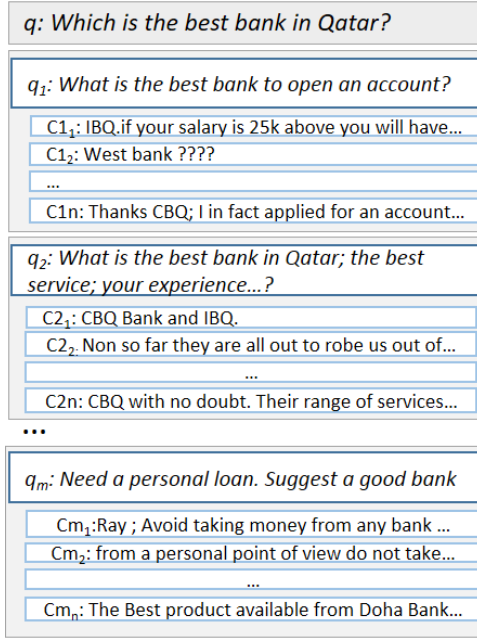 q: Which is the best bank in Qatar?
q1: What is the best bank to open an account?
C11: IBQ.if your salary is 25k above you will have...
C12: West bank ????
...
C1n: Thanks CBQ; I in fact applied for an account...
q2: What is the best bank in Qatar; the best
service; your experience...?
C21: CBQ Bank and IBQ.
C22: Non so far they are all out to robe us out of...
...
C2n: CBQ with no doubt. Their range of services...
...
qm: Need a personal loan. Suggest a good bank
Cm1:Ray ; Avoid taking money from any bank ...
Cm2: from a personal point of view do not take...
...
Cmn: The Best product available from Doha Bank...